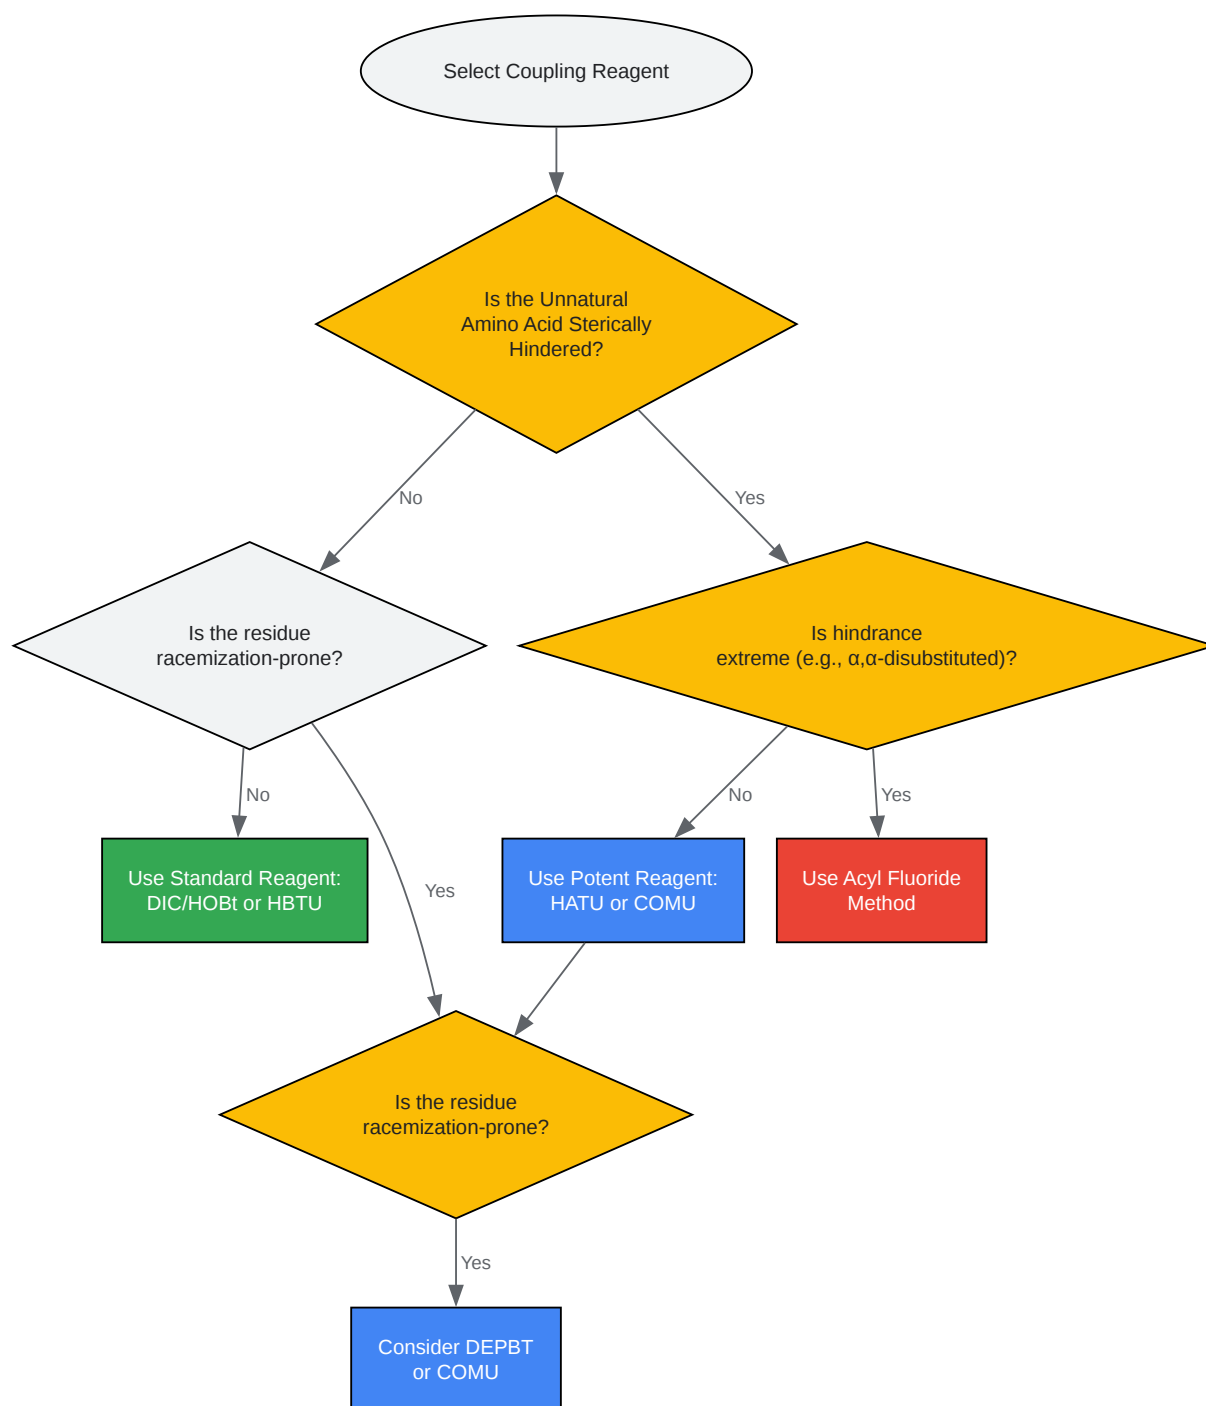 Select Coupling Reagent
Is the Unnatural
Amino Acid Sterically
Hindered?
No
Yes
Is the residue
racemization-prone?
Is hindrance
extreme (e.g., α,α-disubstituted)?
No
Yes
No
Yes
Use Standard Reagent:
DIC/HOBt or HBTU
Use Potent Reagent:
HATU or COMU
Use Acyl Fluoride
Method
Is the residue
racemization-prone?
Yes
Consider DEPBT
or COMU